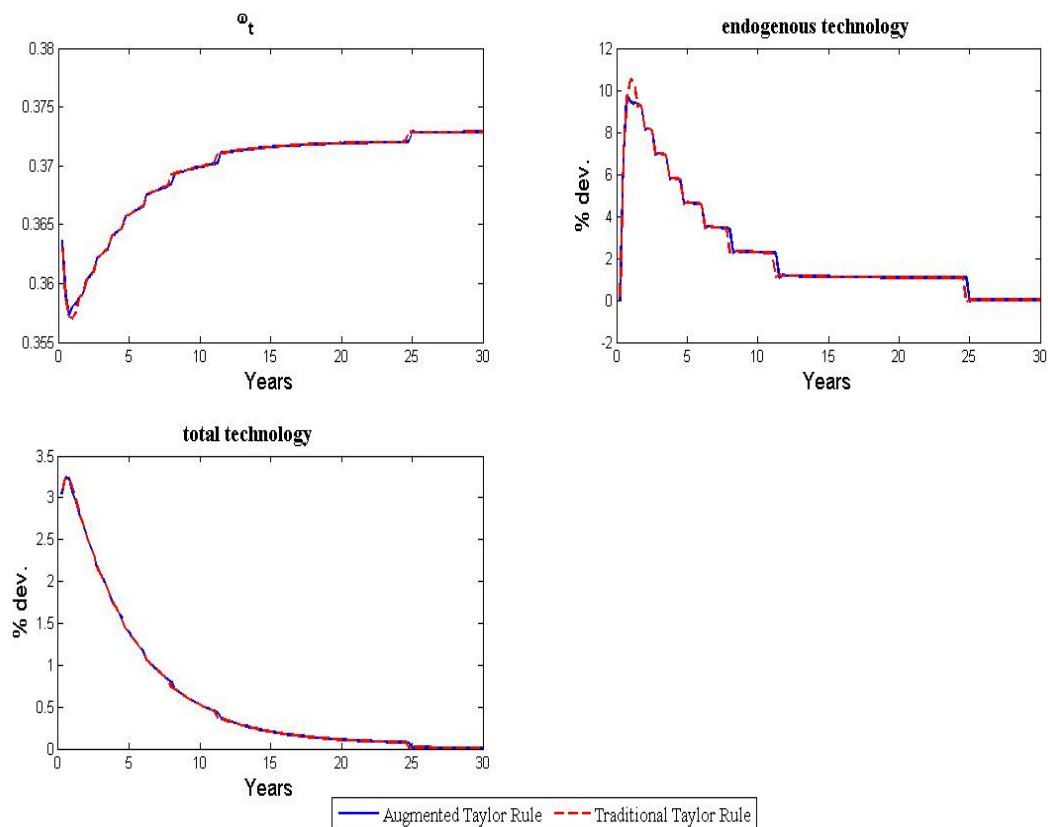 ωt
0.38
0.375
0.37
0.365
0.36
0.355
0 5 10 15 20 25 30
Years
endogenous technology
% dev.
12
10
8
6
4
2
0
-2
0 5 10 15 20 25 30
Years
total technology
% dev.
3.5
3
2.5
2
1.5
1
0.5
0
0 5 10 15 20 25 30
Years
Augmented Taylor Rule Traditional Taylor Rule